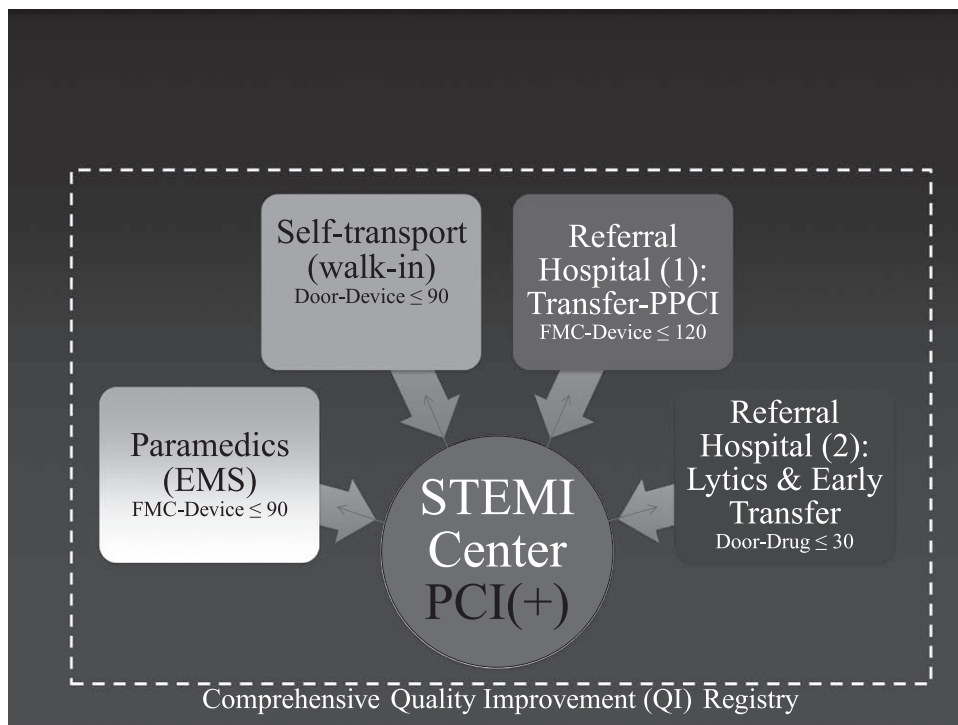 Self-transport
(walk-in)
Door-Device ≤ 90
Referral
Hospital (1):
Transfer-PPCI
FMC-Device ≤ 120
Paramedics
(EMS)
FMC-Device ≤ 90
Referral
Hospital (2):
Lytics & Early
Transfer
Door-Drug ≤ 30
STEMI
Center
PCI(+)
Comprehensive Quality Improvement (QI) Registry